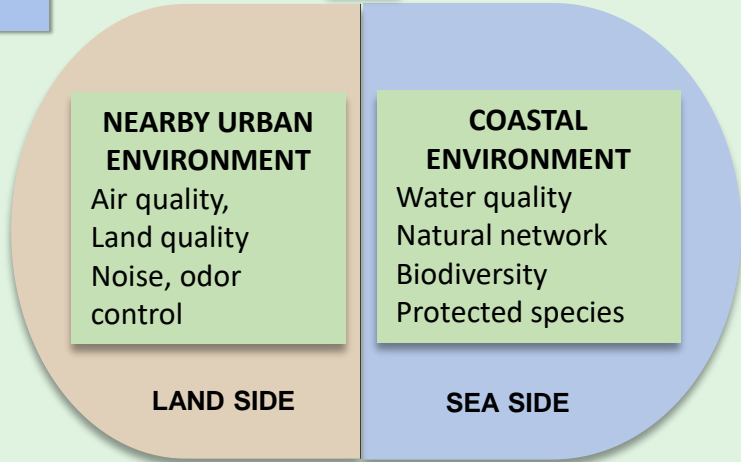 NEARBY URBAN
ENVIRONMENT
Air quality,
Land quality
Noise, odor
control
LAND SIDE
COASTAL
ENVIRONMENT
Water quality
Natural network
Biodiversity
Protected species
SEA SIDE